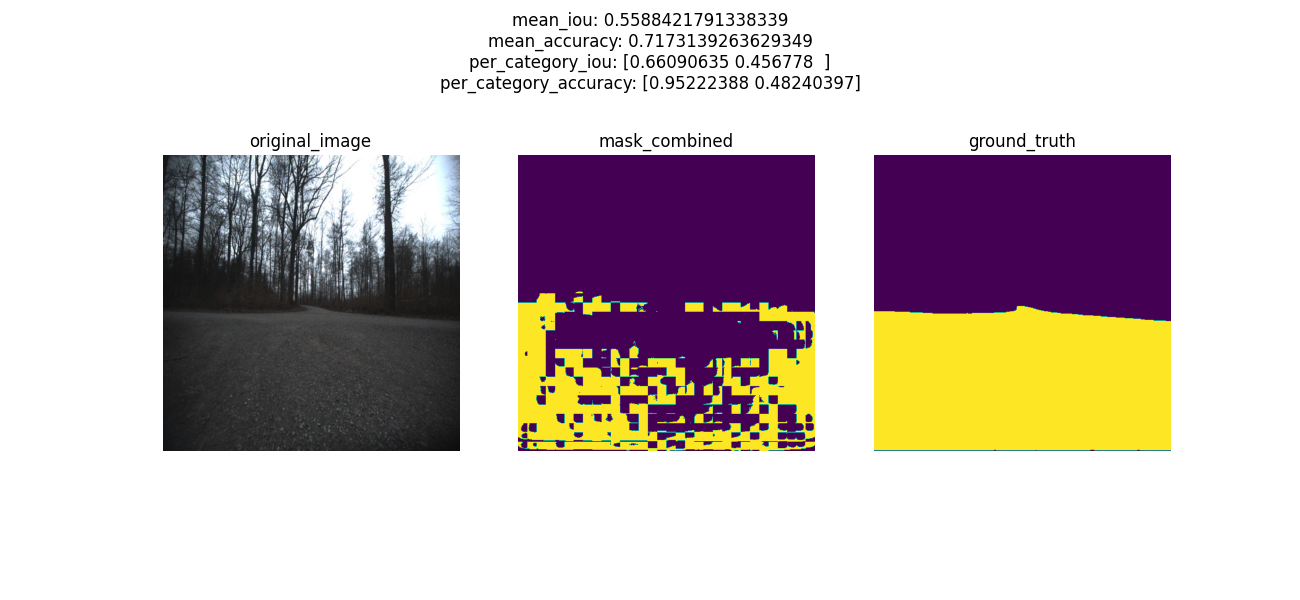 mean_iou: 0.5588421791338339
mean_accuracy: 0.7173139263629349
per_category_iou: [0.66090635 0.456778  ]
per_category_accuracy: [0.95222388 0.48240397]
original_image
mask_combined
ground_truth